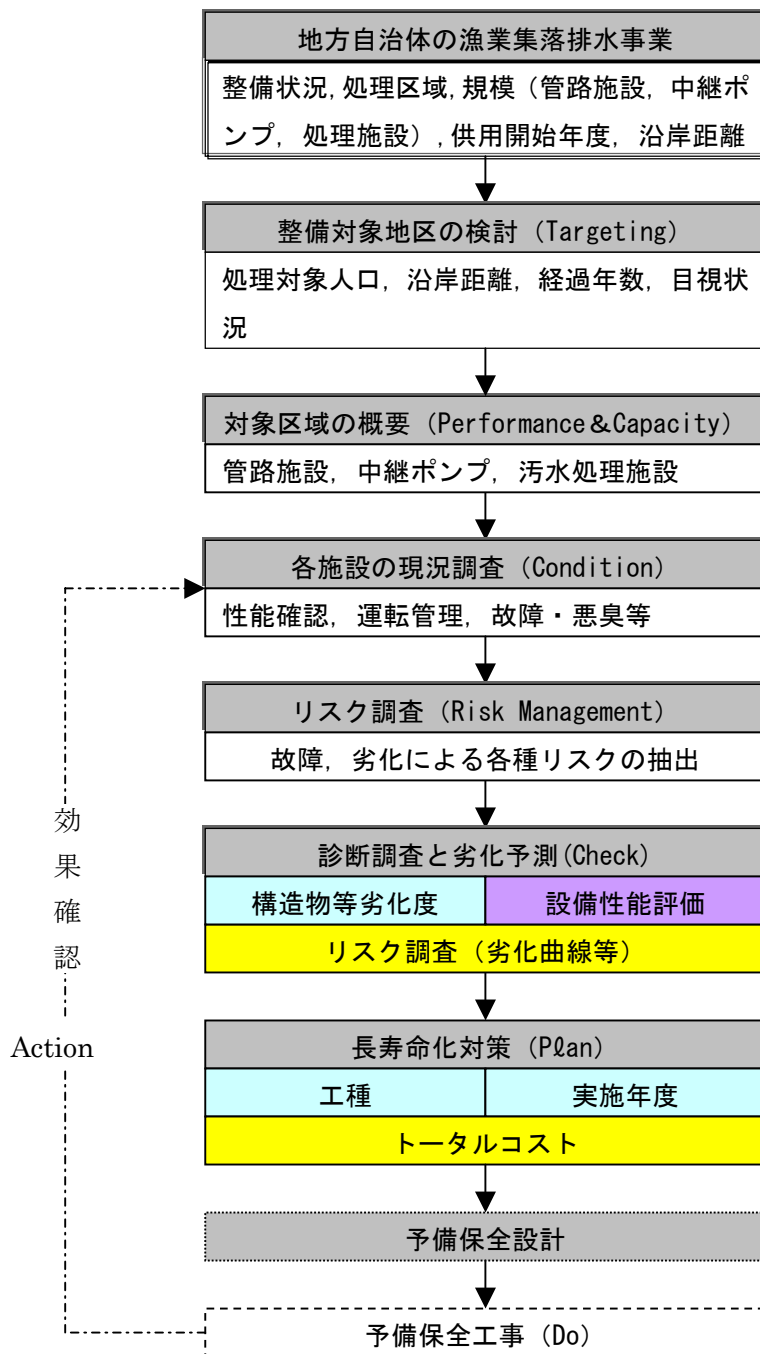 地方自治体の漁業集落排水事業
整備状況,処理区域,規模（管路施設，中継ポ
ンプ，処理施設）,供用開始年度，沿岸距離
整備対象地区の検討（Targeting）
処理対象人口，沿岸距離，経過年数，目視状
況
対象区域の概要（Performance＆Capacity）
管路施設，中継ポンプ，汚水処理施設
各施設の現況調査（Condition）
性能確認，運転管理，故障・悪臭等
リスク調査（Risk Management）
故障，劣化による各種リスクの抽出
診断調査と劣化予測(Check)
構造物等劣化度
設備性能評価
リスク調査（劣化曲線等）
長寿命化対策（Pℓan）
工種
実施年度
トータルコスト
予備保全設計
予備保全工事（Do）
効
果
確
認
Action